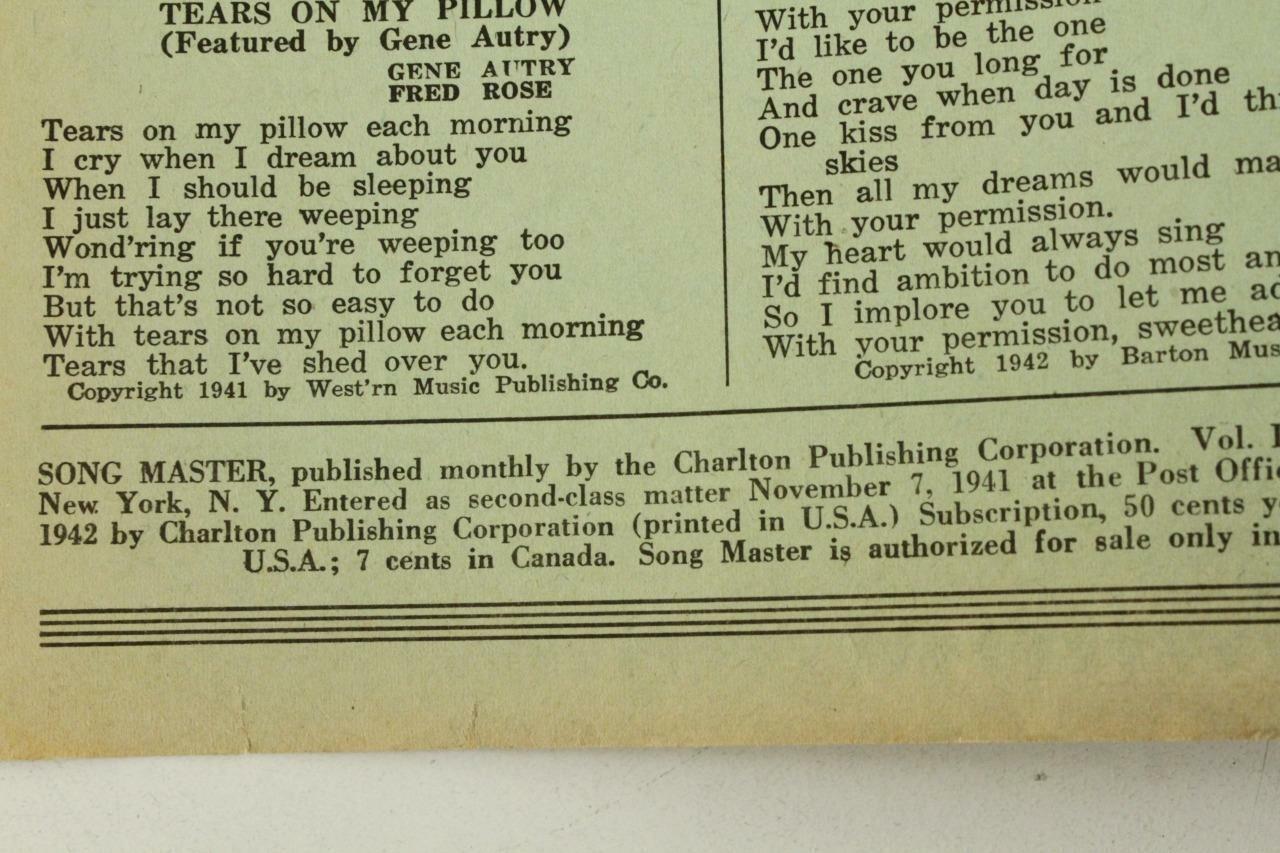 TEARS ON MY PILLOW
(Featured by Gene Autry)
GENE AUTRY
FRED ROSE
Tears on my pillow each morning
I cry when I dream about you
When I should be sleeping
I just lay there weeping
Wond'ring if you're weeping too
I'm trying so hard to forget you
But that's not so easy to do
With tears on my pillow each morning
Tears that I've shed over you.
Copyright 1941 by West'rn Music Publishing Co.
With your permission
I'd like to be the one
The one you long for
And crave when day is done
One kiss from you and I'd
skies
Then all my dreams would
With your permission.
My heart would always sing
I'd find ambition to do most
So I implore you to let me
With your permission,
Copyright 1942 by Barton
SONG MASTER, published monthly by the Charlton Publishing Corporation. Vol.
New York, N. Y. Entered as second-class matter November 7, 1941 at the Post
1942 by Charlton Publishing Corporation (printed in U.S.A.) Subscription, 50 cents
U.S.A.; 7 cents in Canada. Song Master is authorized for sale only in